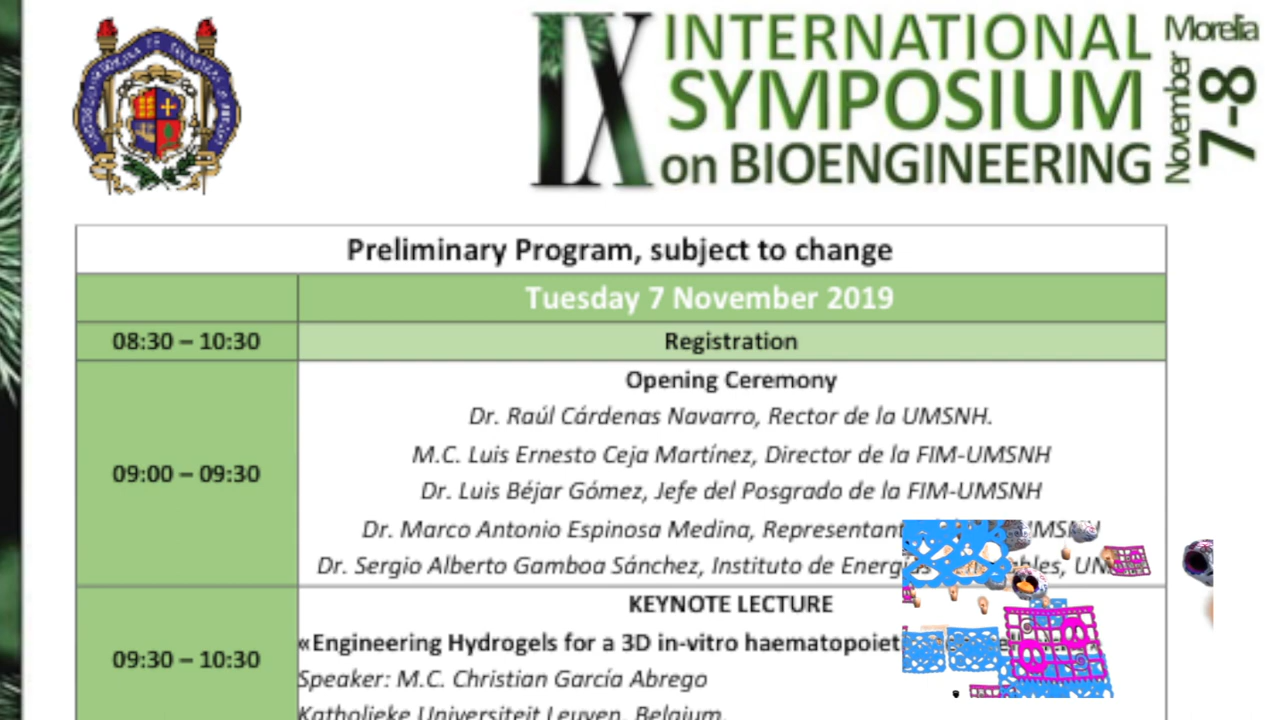 IX INTERNATIONAL
SYMPOSIUM
on BIOENGINEERING
November
7-8
Morelia
Preliminary Program, subject to change
Tuesday 7 November 2019
08:30 – 10:30 Registration
09:00 – 09:30
Opening Ceremony
Dr. Raúl Cárdenas Navarro, Rector de la UMSNH.
M.C. Luis Ernesto Ceja Martínez, Director de la FIM-UMSNH
Dr. Luis Béjar Gómez, Jefe del Posgrado de la FIM-UMSNH
Dr. Marco Antonio Espinosa Medina,
Dr. Sergio Alberto Gamboa Sánchez, Instituto de
09:30 – 10:30
KEYNOTE LECTURE
«Engineering Hydrogels for a 3D in-vitro
Speaker: M.C. Christian García Abrego
Katholieke Universiteit Leuven, Belgium.